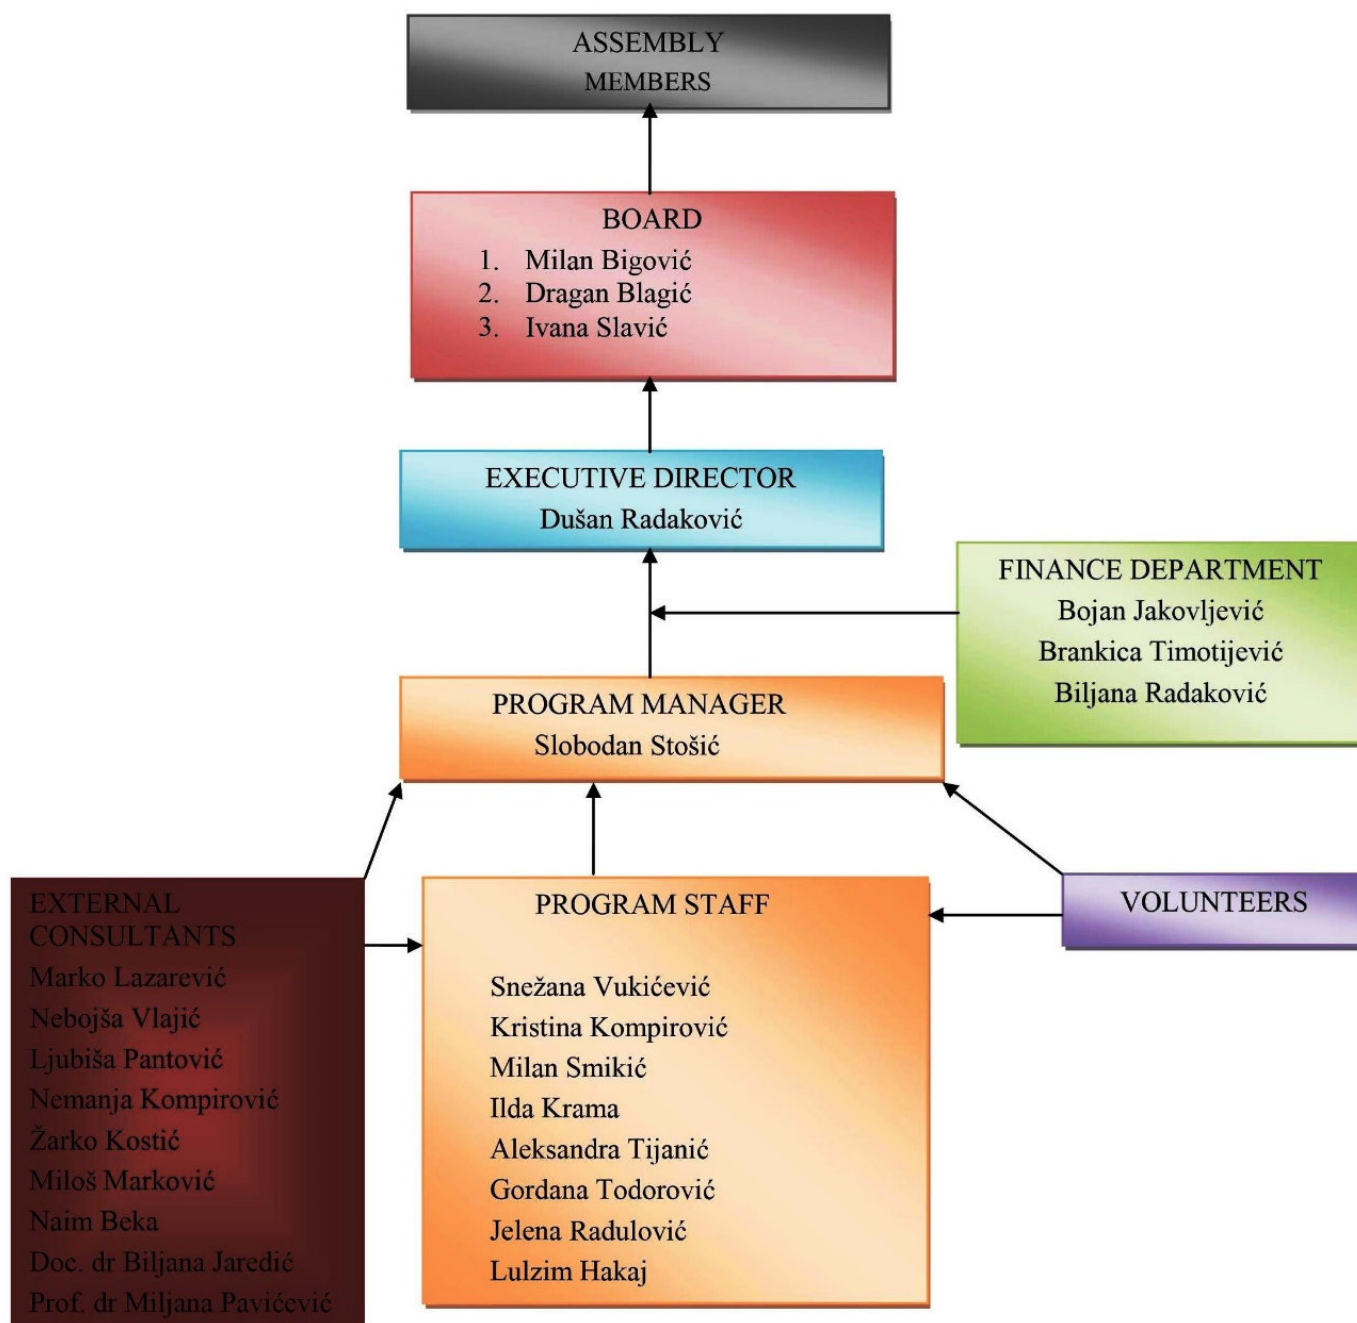 ASSEMBLY
MEMBERS
BOARD
1. Milan Bigović
2. Dragan Blagić
3. Ivana Slavić
EXECUTIVE DIRECTOR
Dušan Radaković
FINANCE DEPARTMENT
Bojan Jakovljević
Brankica Timotijević
Biljana Radaković
PROGRAM MANAGER
Slobodan Stošić
EXTERNAL
CONSULTANTS
Marko Lazarević
Nebojša Vlajić
Ljubiša Pantović
Nemanja Kompirović
Žarko Kostić
Miloš Marković
Naim Beka
Doc. dr Biljana Jaredić
Prof. dr Miljana Pavićević
PROGRAM STAFF
Snežana Vukićević
Kristina Kompirović
Milan Smikić
Ilda Krama
Aleksandra Tijanić
Gordana Todorović
Jelena Radulović
Lulzim Hakaj
VOLUNTEERS